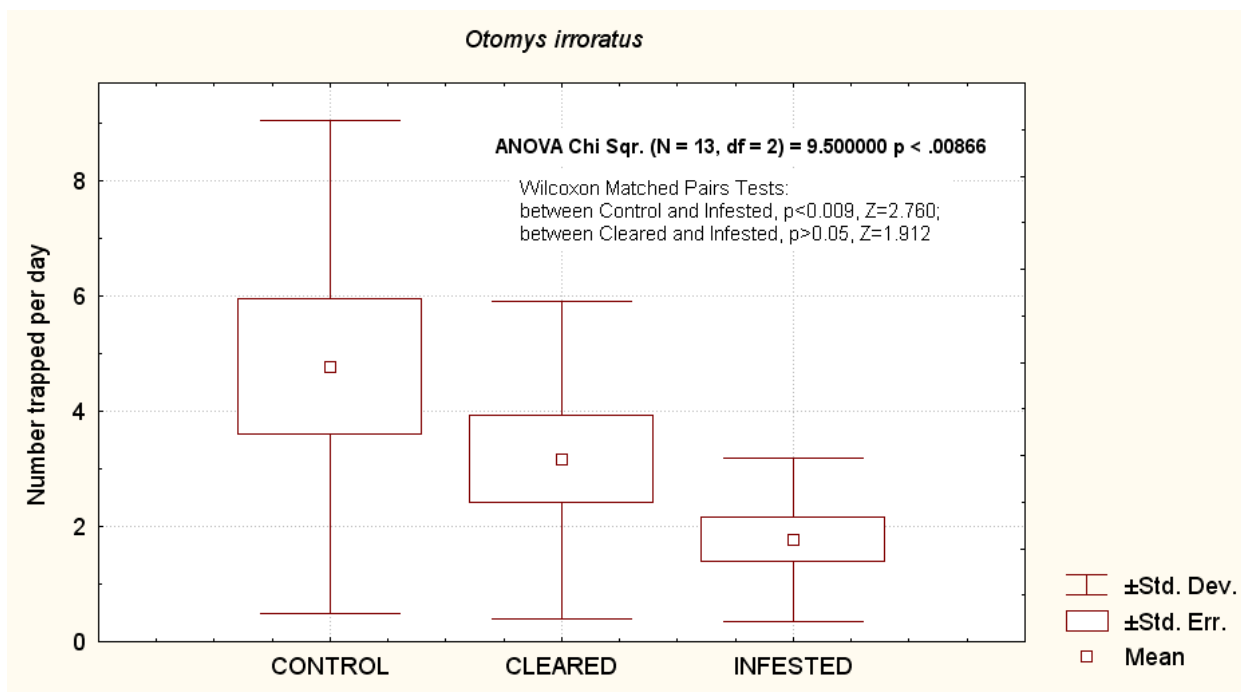 Otomys irroratus
ANOVA Chi Sqr. (N = 13, df = 2) = 9.500000 p < .00866
Wilcoxon Matched Pairs Tests:
between Control and Infested, p<0.009, Z=2.760;
between Cleared and Infested, p>0.05, Z=1.912
Number trapped per day
8
6
4
2
0
CONTROL CLEARED INFESTED
±Std. Dev.
±Std. Err.
Mean